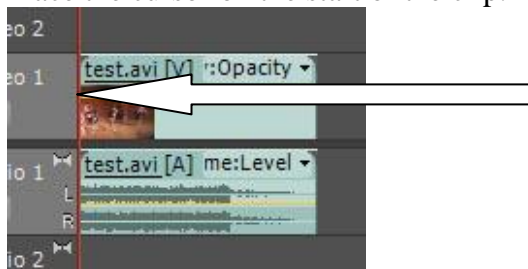 eo 2
eo 1
test.avi [V] r:Opacity
io 1
test.avi [A] me:Level
L
R
io 2